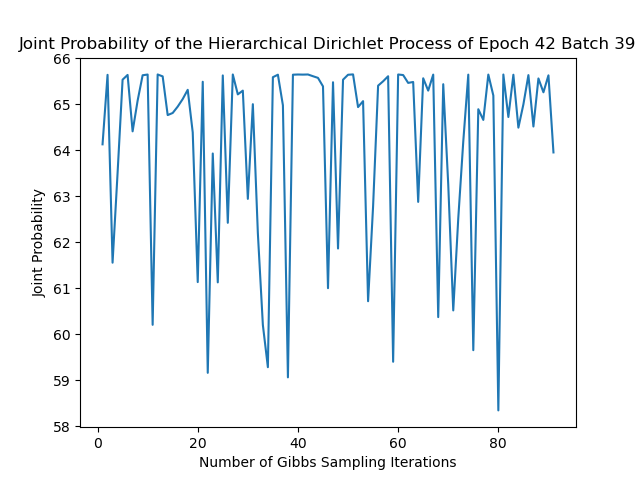 Joint Probability of the Hierarchical Dirichlet Process of Epoch 42 Batch 39
66
65
64
63
62
61
60
59
58
Joint Probability
0 20 40 60 80
Number of Gibbs Sampling Iterations